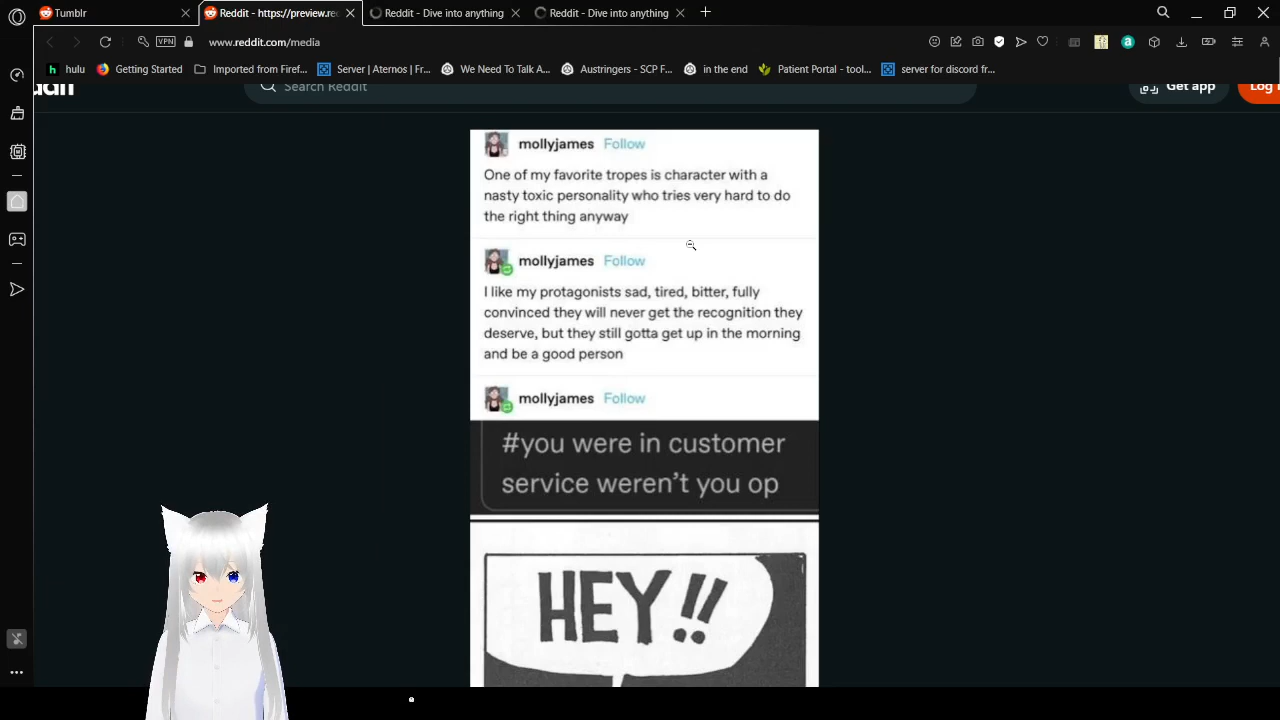 Tumblr
Reddit - https://preview.re
Reddit - Dive into anything
Reddit - Dive into anything
VPN
www.reddit.com/media
hulu
Getting Started
Imported from Firef...
Server | Aternos | Fr...
We Need To Talk A...
Austringers - SCP F...
in the end
Patient Portal - tool...
server for discord fr...
Search Reddit
Get app
Log I
mollyjames Follow
One of my favorite tropes is character with a
nasty toxic personality who tries very hard to do
the right thing anyway
mollyjames Follow
I like my protagonists sad, tired, bitter, fully
convinced they will never get the recognition they
deserve, but they still gotta get up in the morning
and be a good person
mollyjames Follow
#you were in customer
service weren't you op
HEY!!